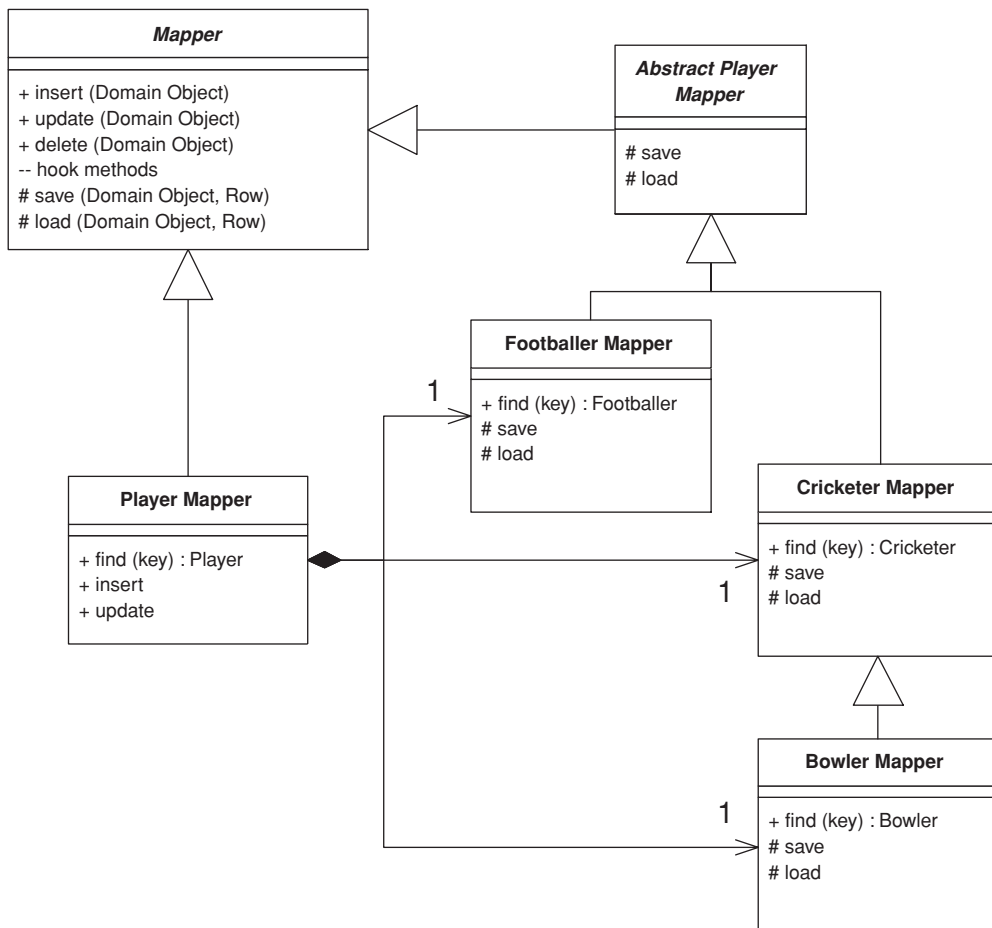 Mapper
+ insert (Domain Object)
+ update (Domain Object)
+ delete (Domain Object)
-- hook methods
# save (Domain Object, Row)
# load (Domain Object, Row)
Abstract Player
Mapper
# save
# load
Footballer Mapper
+ find (key) : Footballer
# save
# load
1
Player Mapper
+ find (key) : Player
+ insert
+ update
Cricketer Mapper
+ find (key) : Cricketer
# save
# load
1
Bowler Mapper
+ find (key) : Bowler
# save
# load
1